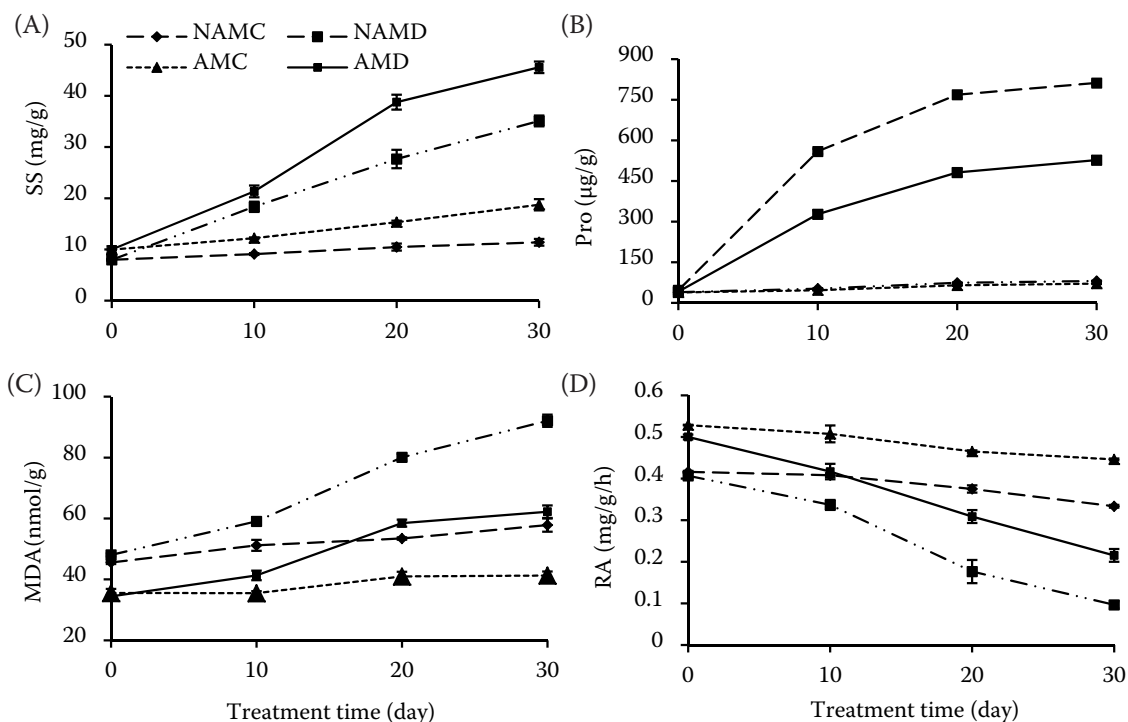 (A)
NAMC
NAMD
AMC
AMD
50
40
30
20
10
0
SS (mg/g)
0 10 20 30
(B)
900
750
600
450
300
150
0
Pro (μg/g)
0 10 20 30
(C)
100
80
60
40
20
MDA(nmol/g)
0 10 20 30
Treatment time (day)
(D)
0.6
0.5
0.4
0.3
0.2
0.1
0
RA (mg/g/h)
0 10 20 30
Treatment time (day)